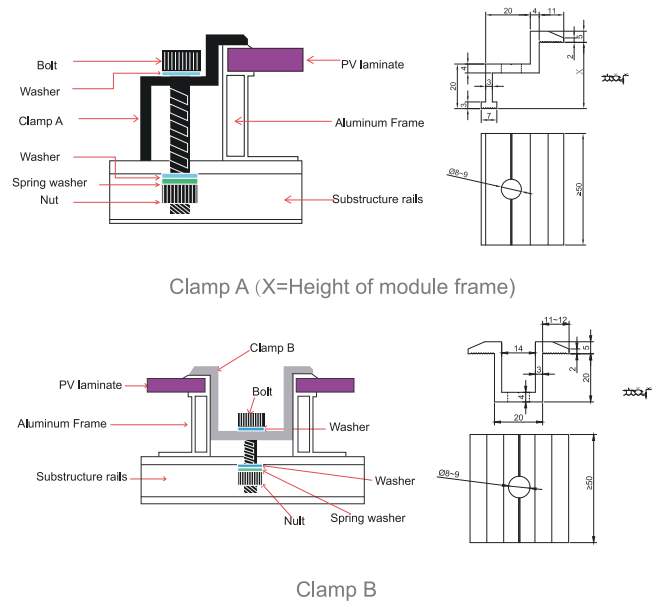 Bolt
Washer
Clamp A
Washer
Spring washer
Nut
PV laminate
Aluminum Frame
Substructure rails
20
4
11
5
2
4
3
20
3
7
X
Ø8~9
≥50
Clamp A (X=Height of module frame)
Clamp B
PV laminate
Bolt
Washer
Aluminum Frame
Substructure rails
Washer
Spring washer
Nult
11~12
14
5
2
3
20
4
20
Ø8~9
≥50
Clamp B